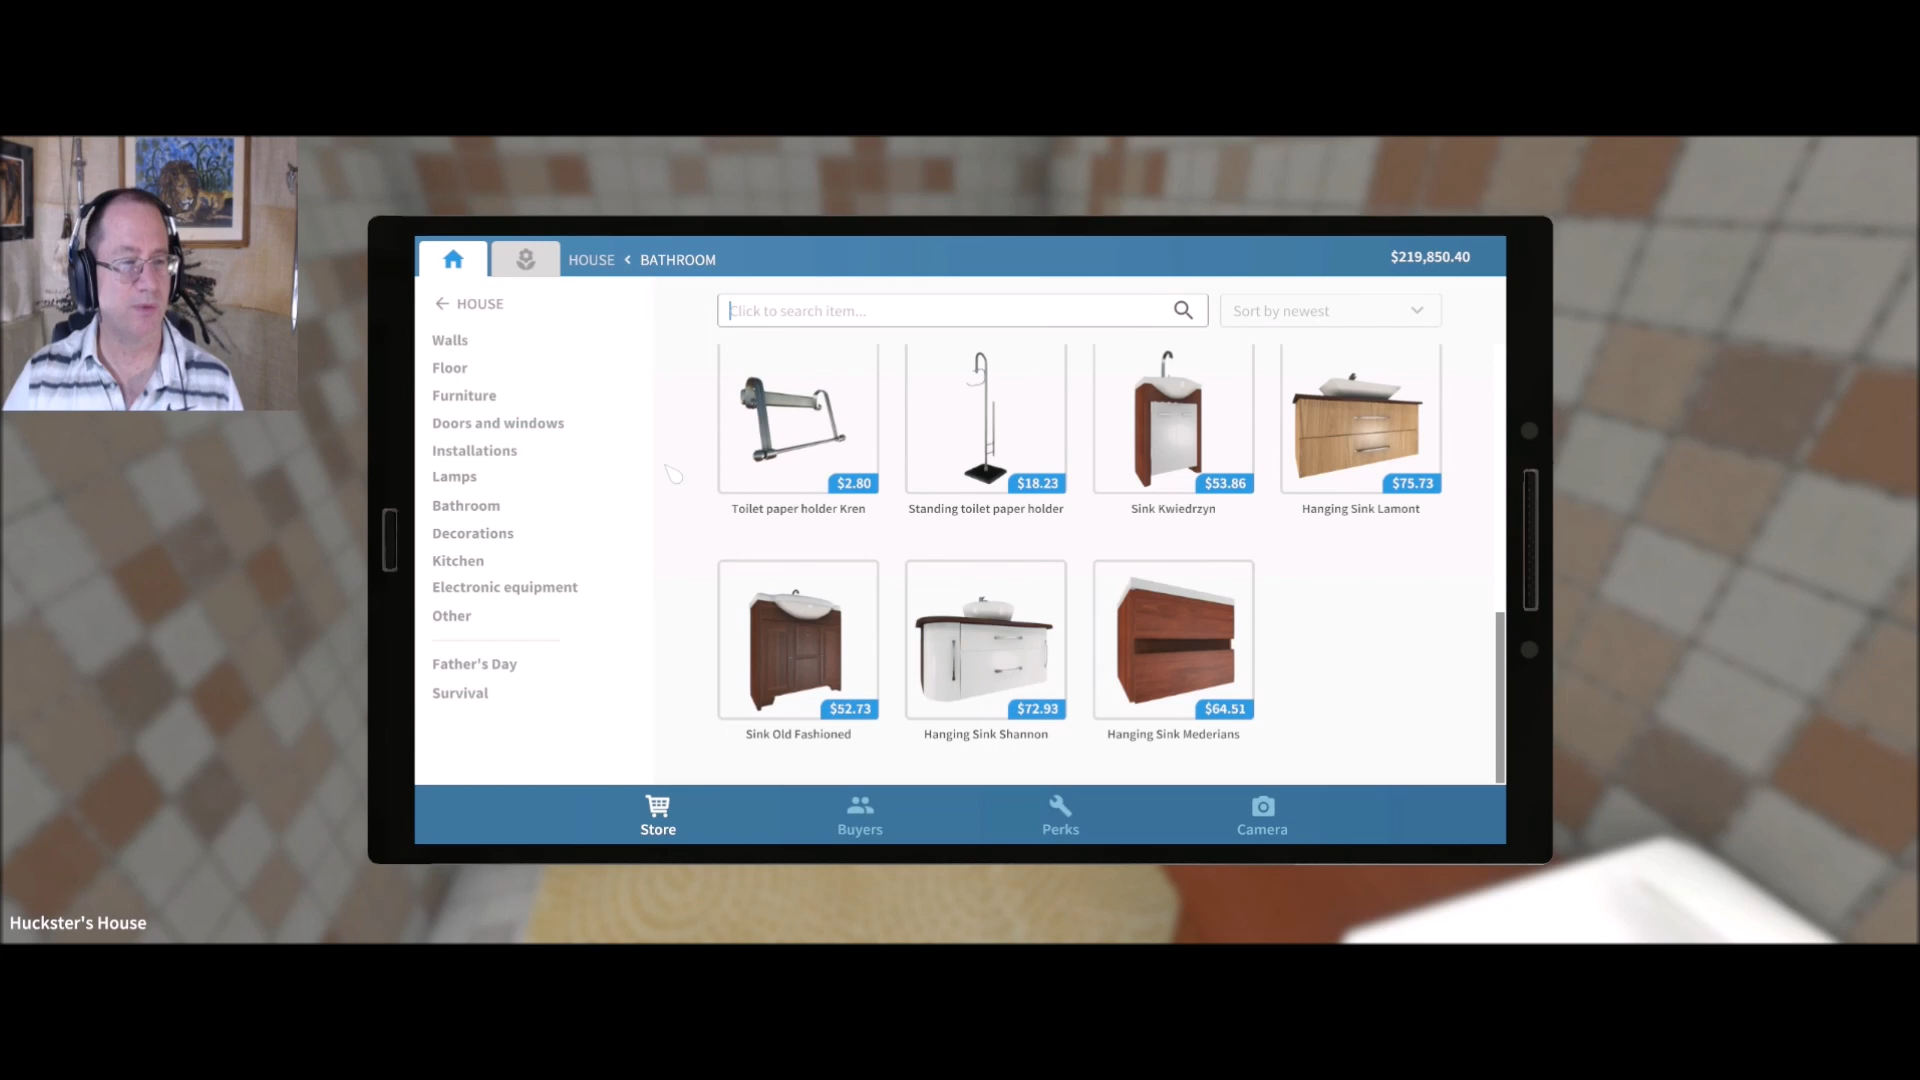 HOUSE < BATHROOM
$219,850.40
← HOUSE
Walls
Floor
Furniture
Doors and windows
Installations
Lamps
Bathroom
Decorations
Kitchen
Electronic equipment
Other
Father's Day
Survival
Click to search item...
Sort by newest
$2.80
$18.23
$53.86
$75.73
Toilet paper holder Kren
Standing toilet paper holder
Sink Kwiedrzyn
Hanging Sink Lamont
$52.73
$72.93
$64.51
Sink Old Fashioned
Hanging Sink Shannon
Hanging Sink Mederians
Store
Buyers
Perks
Camera
Huckster's House